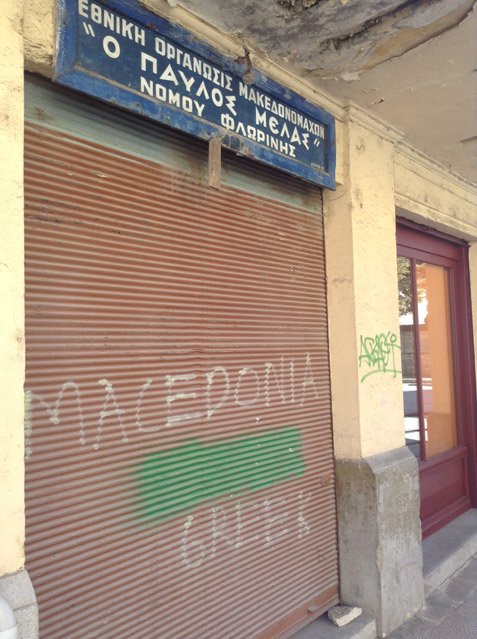 ΕΘΝΙΚΗ ΟΡΓΑΝΩΣΙΣ ΜΑΚΕΔΟΝΟΜΑΧΩΝ
"Ο ΠΑΥΛΟΣ ΜΕΛΑΣ"
ΝΟΜΟΥ ΦΛΩΡΙΝΗΣ
MACEDONIA
GREEK